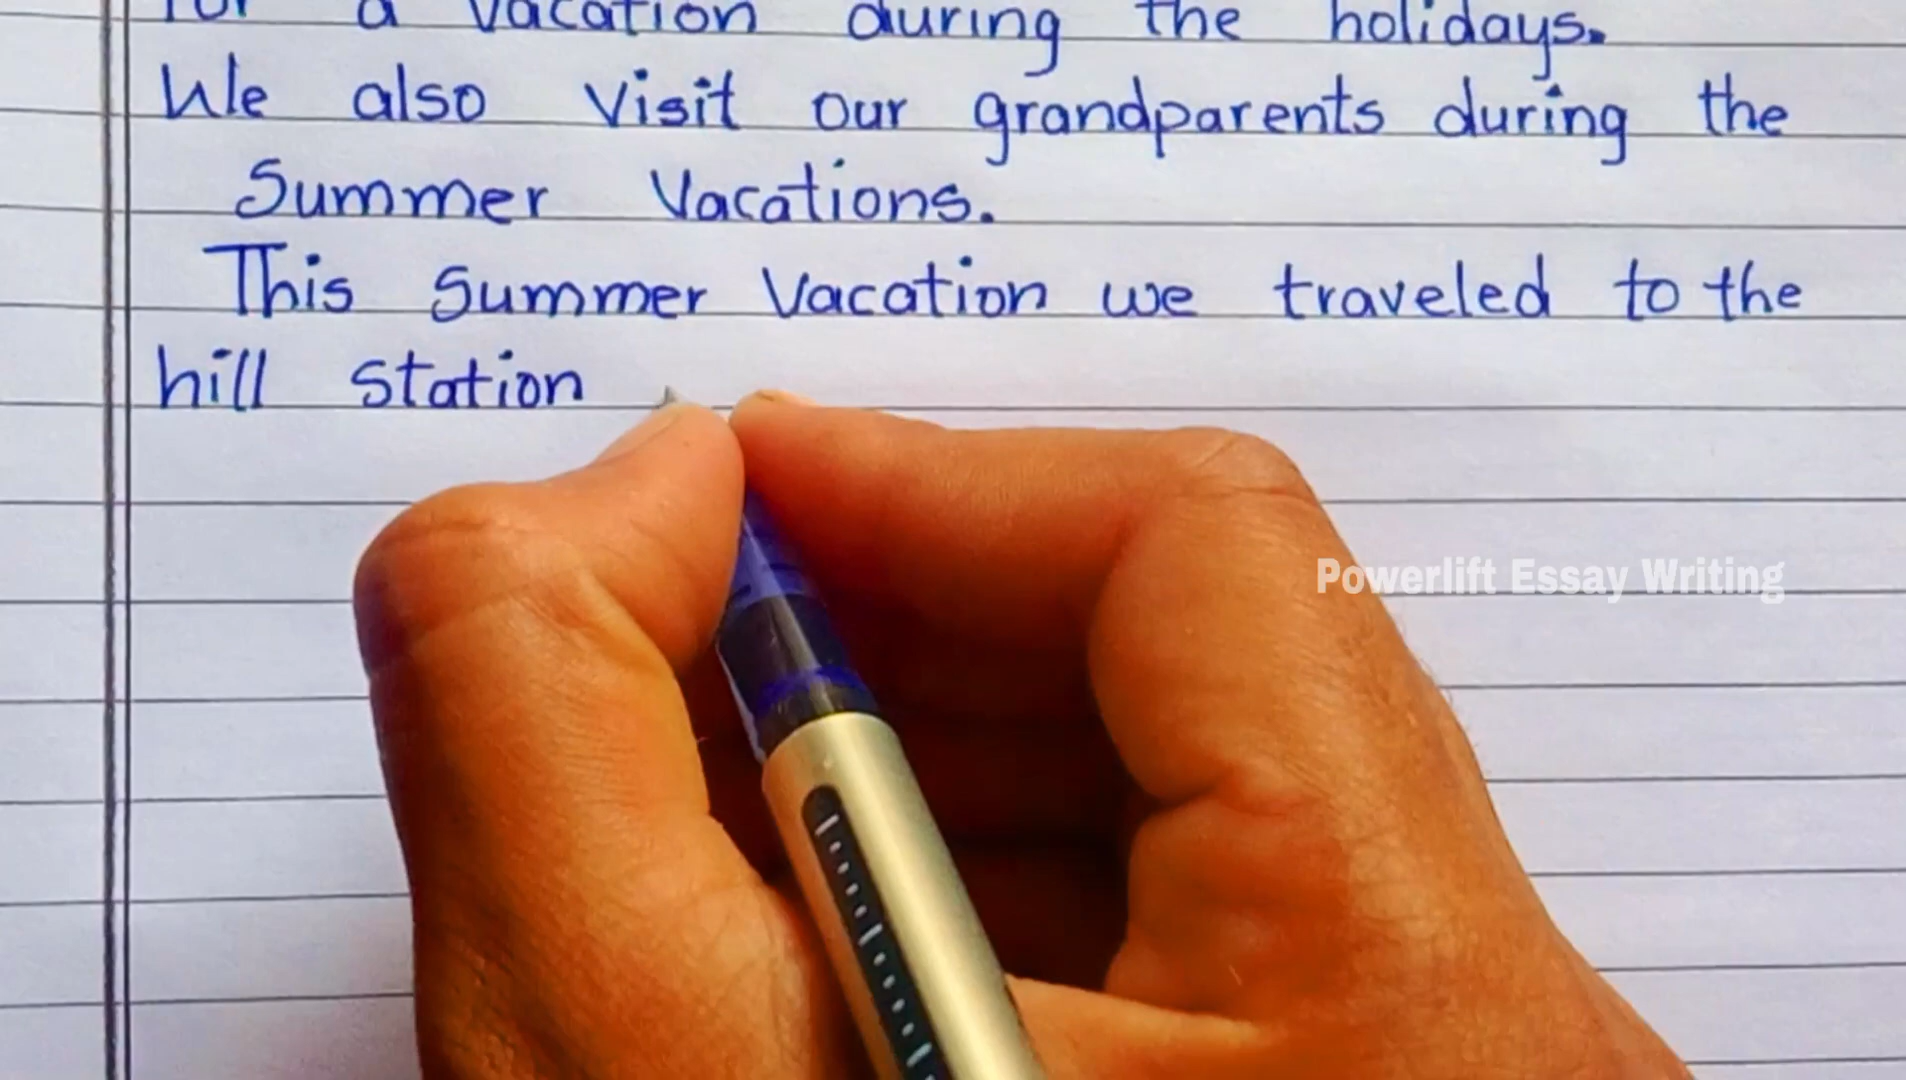 for a vacation during the holidays.
We also visit our grandparents during the
Summer Vacations.
This Summer Vacation we traveled to the
hill station
Powerlift Essay Writing